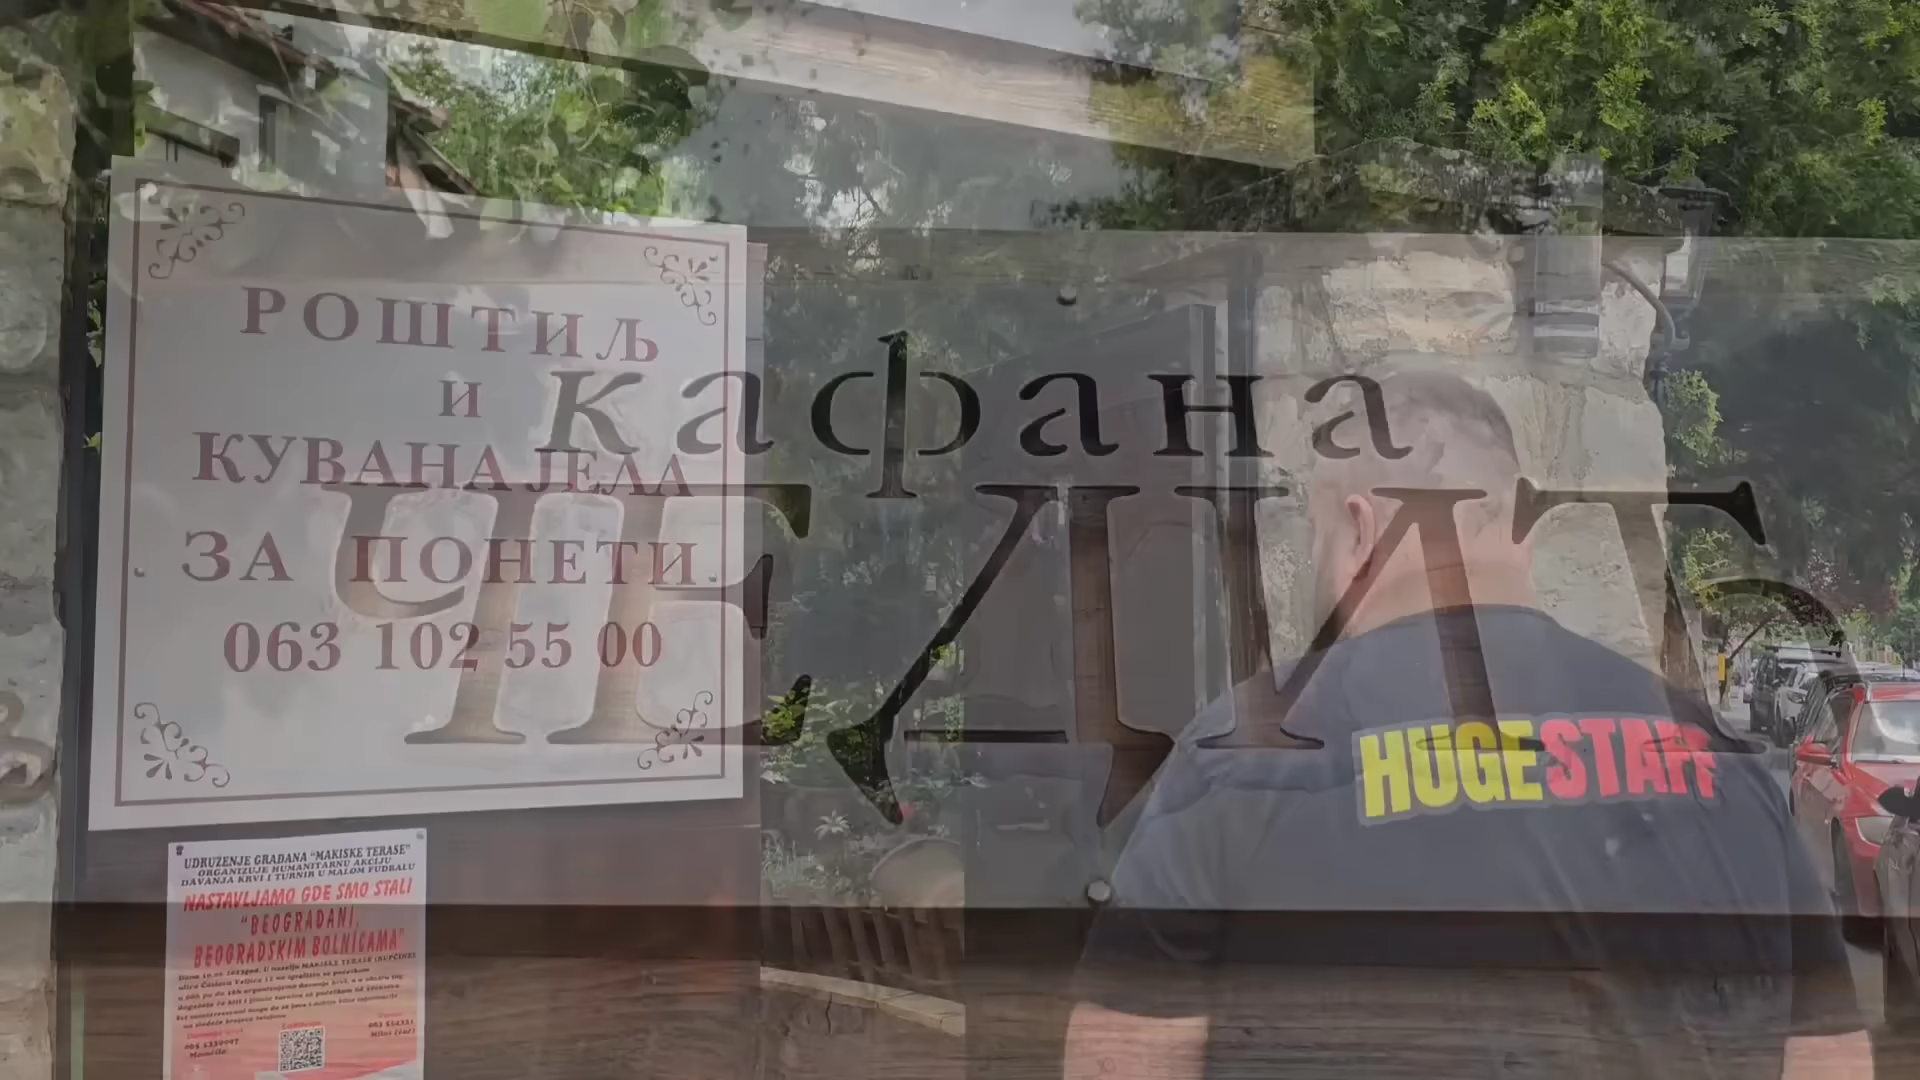 РОШТИЉ
и
КУВАНА ЈЕЛА
ЗА ПОНЕТИ
063 102 55 00
кафана
ЧЕДИЋ
HUGESTAFF
UDRUŽENJE GRAĐANA "MAKIŠKE TERASE"
ORGANIZUJE HUMANITARNU AKCIJU
DAVANJA KRVI I TURNIR U MALOM FUDBALU
NASTAVLJAMO GDE SMO STALI
"BEOGRAĐANI,
BEOGRADSKIM BOLNICAMA"